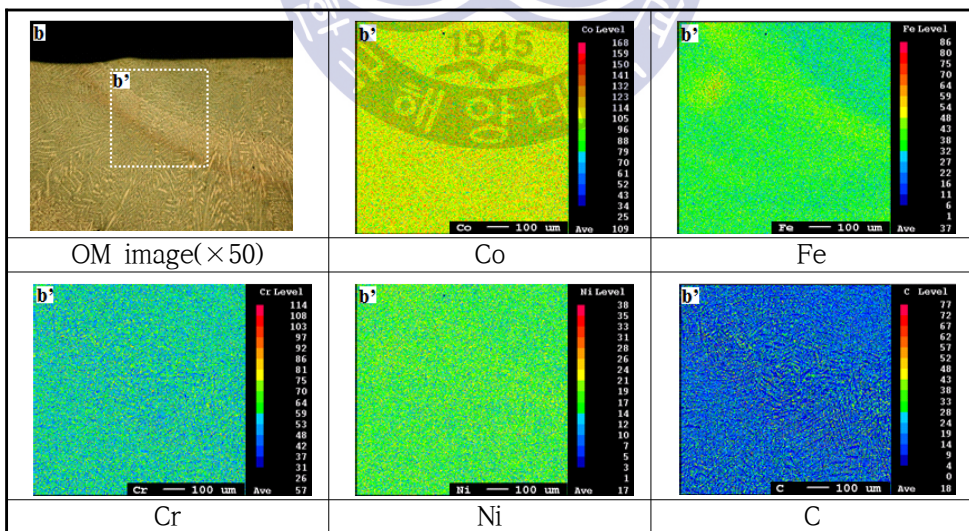 b
b'
OM image(×50)
b'
1945
해양대
Co Level
168
159
150
141
132
123
114
105
96
88
79
70
61
52
43
34
25
Ave 109
Co 100 um
Co
b'
Fe Level
86
80
75
70
64
59
54
48
43
38
32
27
22
16
11
6
1
Ave 37
Fe 100 um
Fe
b'
Cr Level
114
108
103
97
92
86
81
75
70
64
59
53
48
42
37
31
26
Ave 57
Cr 100 um
Cr
b'
Ni Level
38
35
33
31
28
26
24
21
19
17
14
12
10
7
5
3
1
Ave 17
Ni 100 um
Ni
b'
C Level
77
72
67
62
57
52
48
43
38
33
28
24
19
14
9
4
0
Ave 18
C 100 um
C